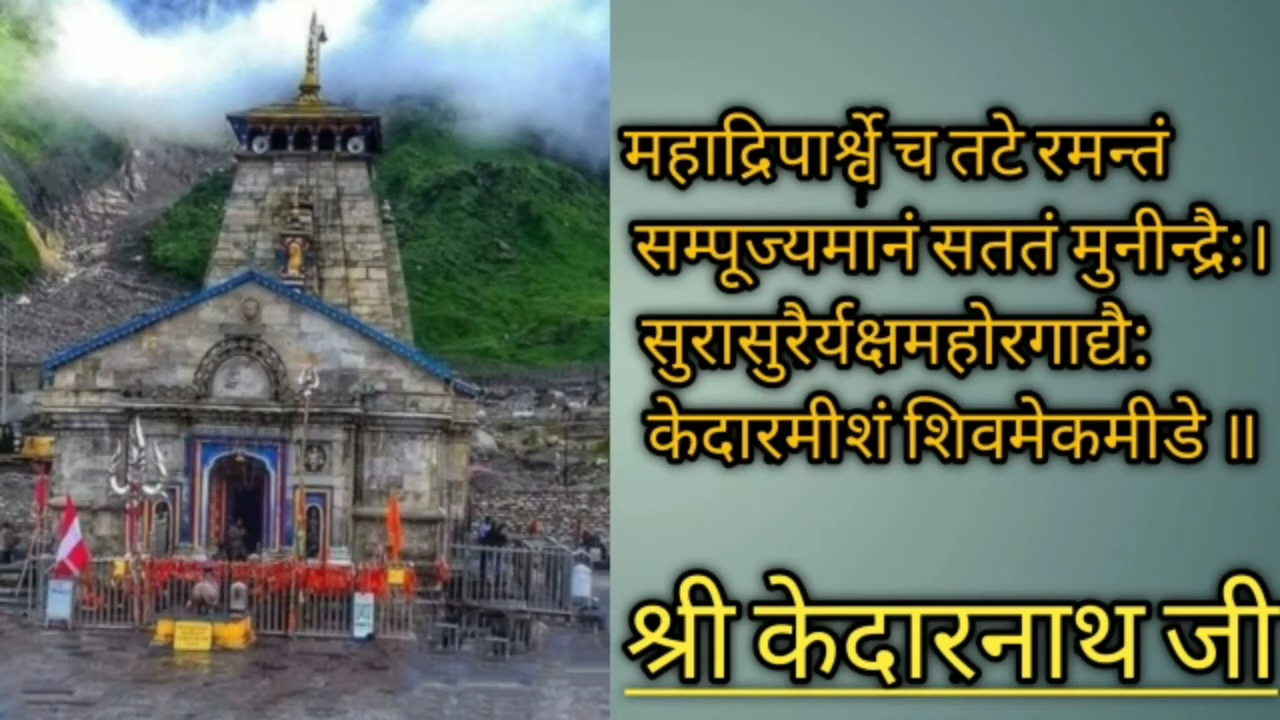 महाद्रिपार्श्वे च तटे रमन्तं
सम्पूज्यमानं सततं मुनीन्द्रैः।
सुरासुरैर्यक्षमहोरगाद्यै:
केदारमीशं शिवमेकमीडे ॥
श्री केदारनाथ जी